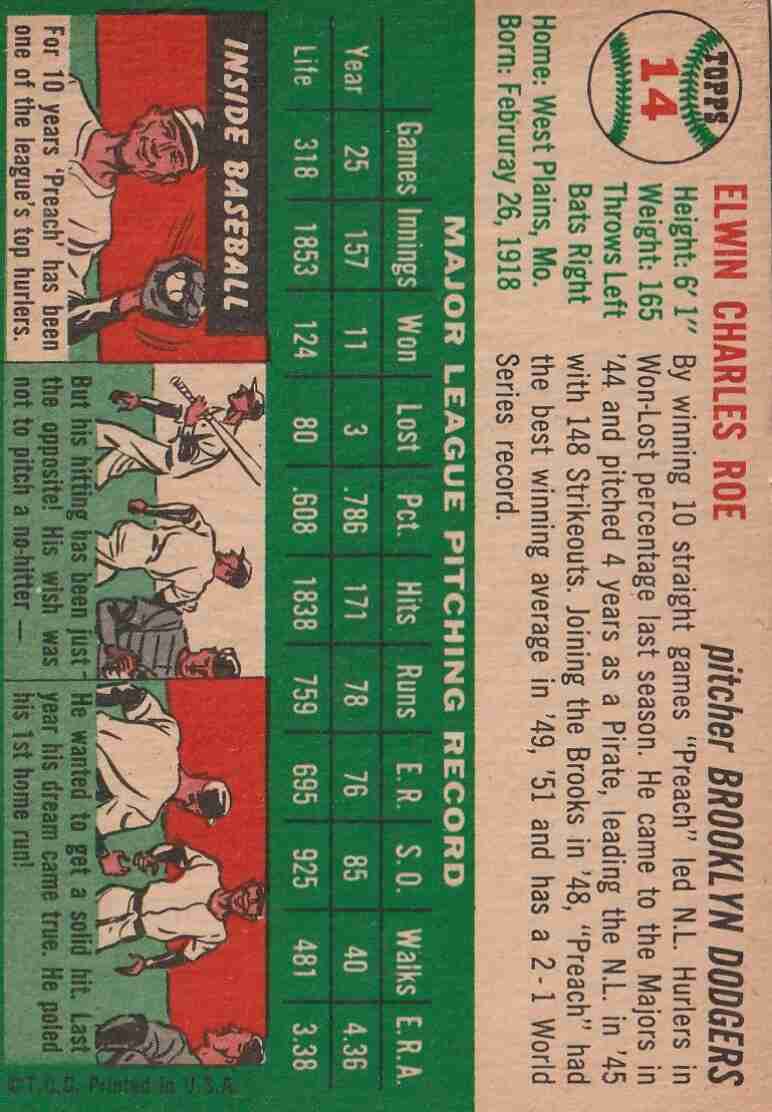 TOPPS
14
ELWIN CHARLES ROE
pitcher BROOKLYN DODGERS
Height: 6' 1"
Weight: 165
Throws Left
Bats Right
Home: West Plains, Mo.
Born: Februray 26, 1918
By winning 10 straight games "Preach" led N.L. Hurlers in
Won-Lost percentage last season. He came to the Majors in
'44 and pitched 4 years as a Pirate, leading the N.L. in '45
with 148 Strikeouts. Joining the Brooks in '48, "Preach" had
the best winning average in '49, '51 and has a 2-1 World
Series record.
MAJOR LEAGUE PITCHING RECORD
Games Innings Won Lost Pct. Hits Runs E.R. S.O. Walks E.R.A.
Year 25 157 11 3 .786 171 78 76 85 40 4.36
Life 318 1853 124 80 .608 1838 759 695 925 481 3.38
INSIDE BASEBALL
For 10 years 'Preach' has been
one of the league's top hurlers.
But his hitting has been just
the opposite! His wish was
not to pitch a no-hitter —
He wanted to get a solid hit. Last
year his dream came true. He poled
his 1st home run!
©T.C.G. Printed in U.S.A.